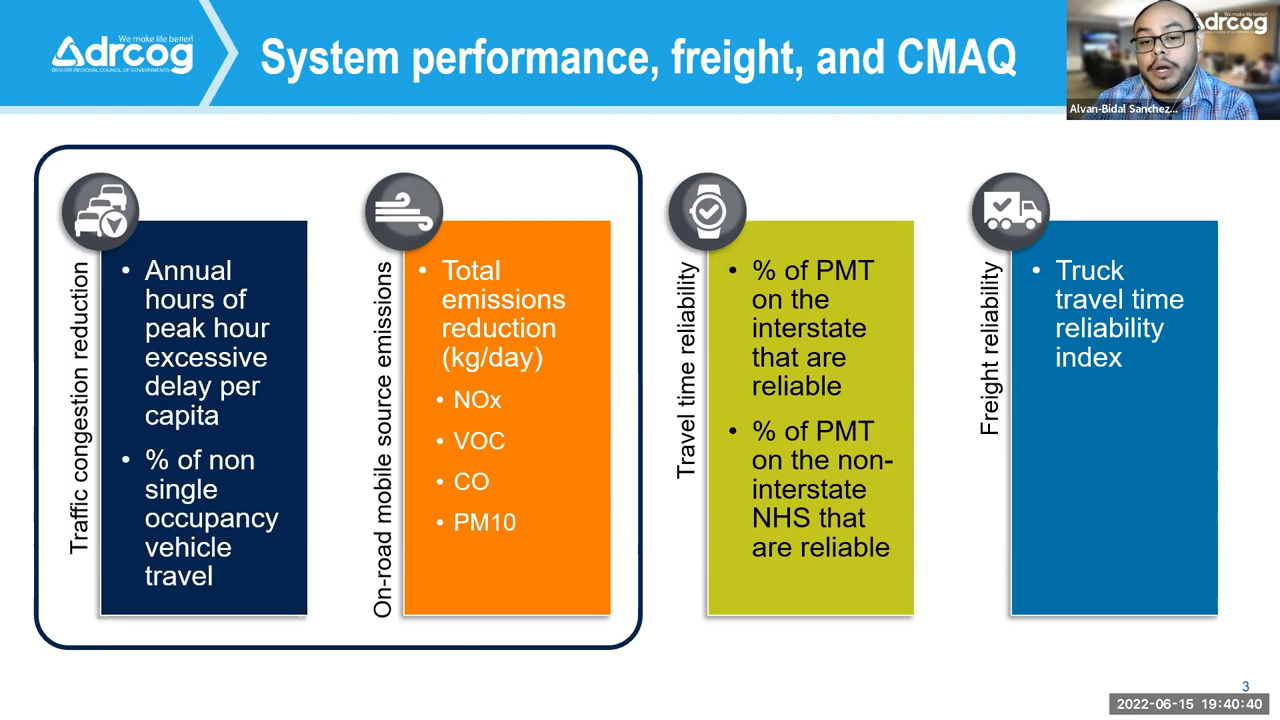 We make life better!
drcog
DENVER REGIONAL COUNCIL OF GOVERNMENTS
System performance, freight, and CMAQ
We make life better!
drcog
Alvan-Bidal Sanchez...
Traffic congestion reduction
• Annual
hours of
peak hour
excessive
delay per
capita
• % of non
single
occupancy
vehicle
travel
On-road mobile source emissions
• Total
emissions
reduction
(kg/day)
• NOx
• VOC
• CO
• PM10
Travel time reliability
• % of PMT
on the
interstate
that are
reliable
• % of PMT
on the non-
interstate
NHS that
are reliable
Freight reliability
• Truck
travel time
reliability
index
3
2022-06-15 19:40:40